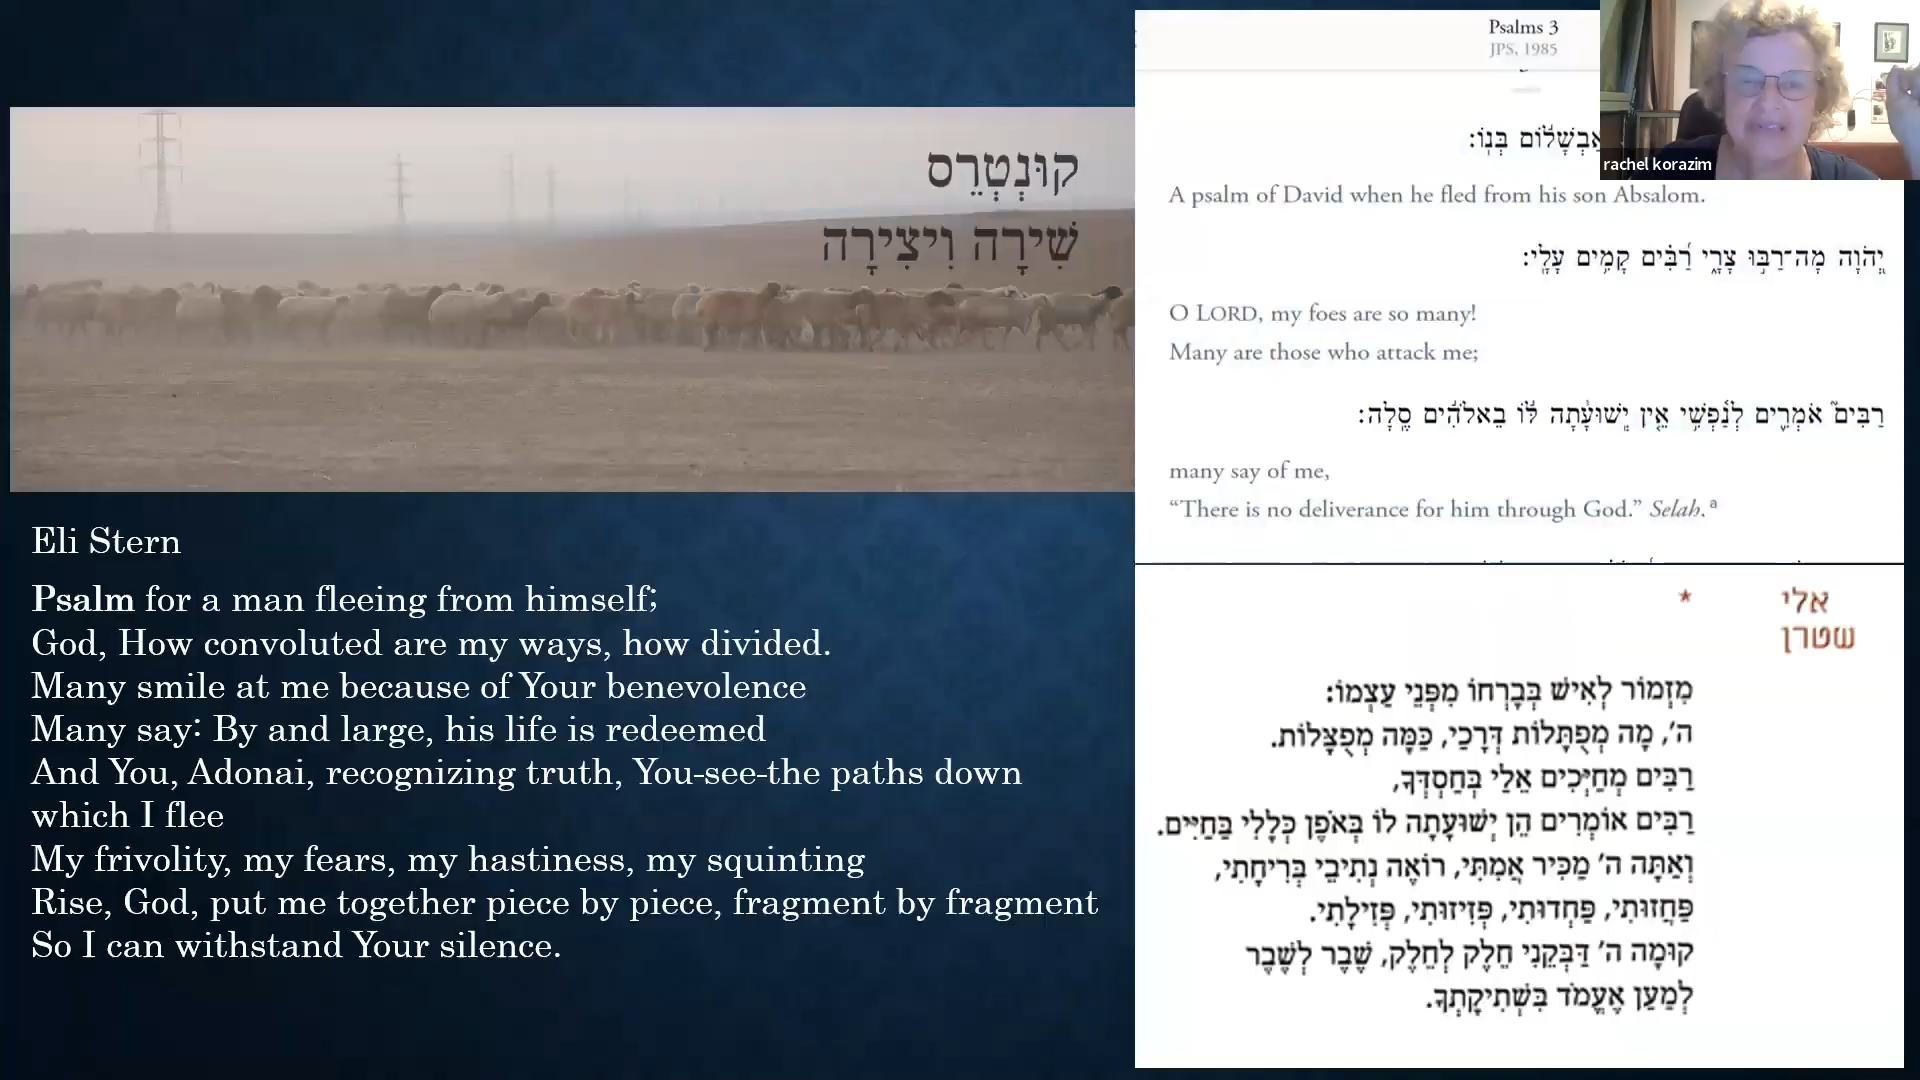 קוּנְטְרֵס
שִׁירָה וִיצִירָה
Eli Stern
Psalm for a man fleeing from himself;
God, How convoluted are my ways, how divided.
Many smile at me because of Your benevolence
Many say: By and large, his life is redeemed
And You, Adonai, recognizing truth, You-see-the paths down
which I flee
My frivolity, my fears, my hastiness, my squinting
Rise, God, put me together piece by piece, fragment by fragment
So I can withstand Your silence.
Psalms 3
JPS, 1985
אַבְשָׁל֬וֹם בְּנֽוֹ׃
A psalm of David when he fled from his son Absalom.
יְ֭הֹוָה מָה־רַבּ֣וּ צָרָ֑י רַ֝בִּ֗ים קָמִ֥ים עָלָֽי׃
O LORD, my foes are so many!
Many are those who attack me;
רַבִּים֮ אֹמְרִ֢ים לְנַ֫פְשִׁ֥י אֵ֤ין יְֽשׁוּעָ֓תָה לּ֬וֹ בֵאלֹהִ֬ים סֶֽלָה׃
many say of me,
“There is no deliverance for him through God.” Selah. a
אלי
שטרן
*
מִזְמוֹר לְאִישׁ בְּבָרְחוֹ מִפְּנֵי עַצְמוֹ:
ה', מָה מְפֻתָּלוֹת דְּרָכַי, כַּמָּה מְפֻצָּלוֹת.
רַבִּים מְחַיְּכִים אֵלַי בְּחַסְדְּךָ,
רַבִּים אוֹמְרִים הֵן יְשׁוּעָתָה לוֹ בְּאֹפֶן כְּלָלִי בַּחַיִּים.
וְאַתָּה ה' מַכִּיר אֲמִתִּי, רוֹאֶה נְתִיבֵי בְּרִיחָתִי,
פַּחֲזוּתִי, פַּחְדוּתִי, פְּזִיזוּתִי, פְּזִילָתִי.
קוּמָה ה' דַּבְּקֵנִי חֵלֶק לְחֵלֶק, שֶׁבֶר לְשֶׁבֶר
לְמַעַן אֶעֱמֹד בִּשְׁתִיקָתְךָ.
rachel korazim